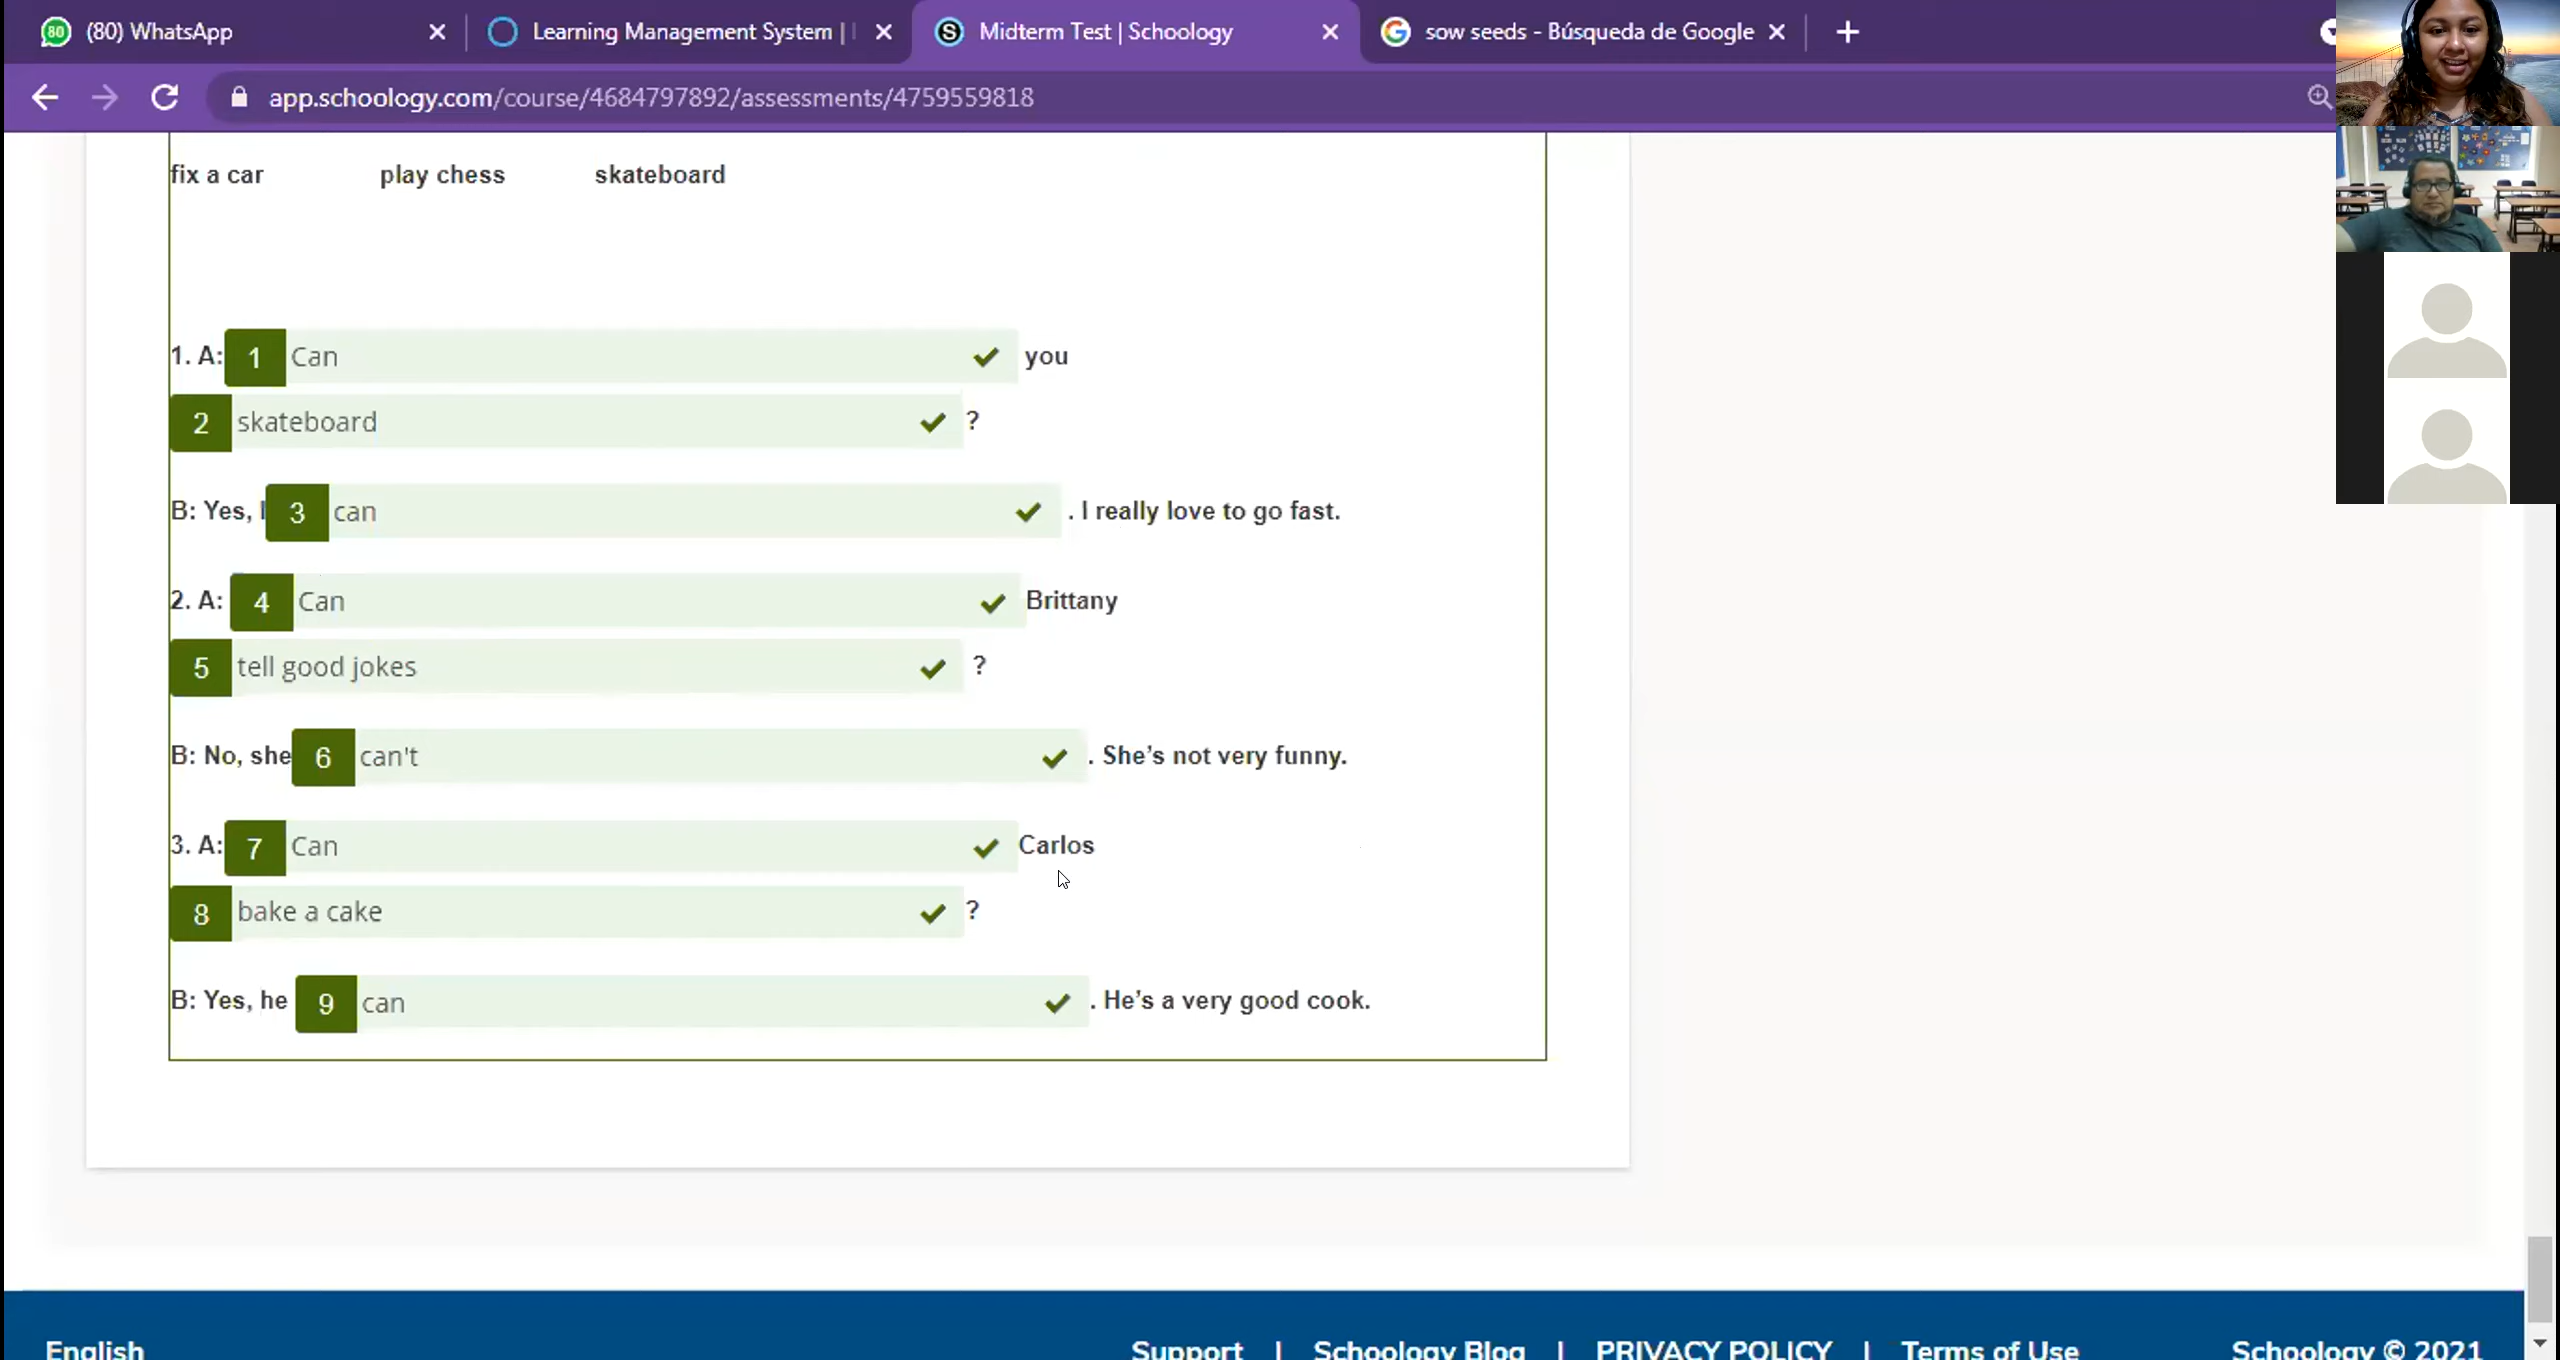 80 (80) WhatsApp
Learning Management System |
S Midterm Test | Schoology
G sow seeds - Búsqueda de Google
app.schoology.com/course/4684797892/assessments/4759559818
fix a car play chess skateboard
1. A: 1 Can you
2 skateboard ?
B: Yes, I 3 can . I really love to go fast.
2. A: 4 Can Brittany
5 tell good jokes ?
B: No, she 6 can't . She’s not very funny.
3. A: 7 Can Carlos
8 bake a cake ?
B: Yes, he 9 can . He’s a very good cook.
English Support | Schoology Blog | PRIVACY POLICY | Terms of Use Schoology © 2021